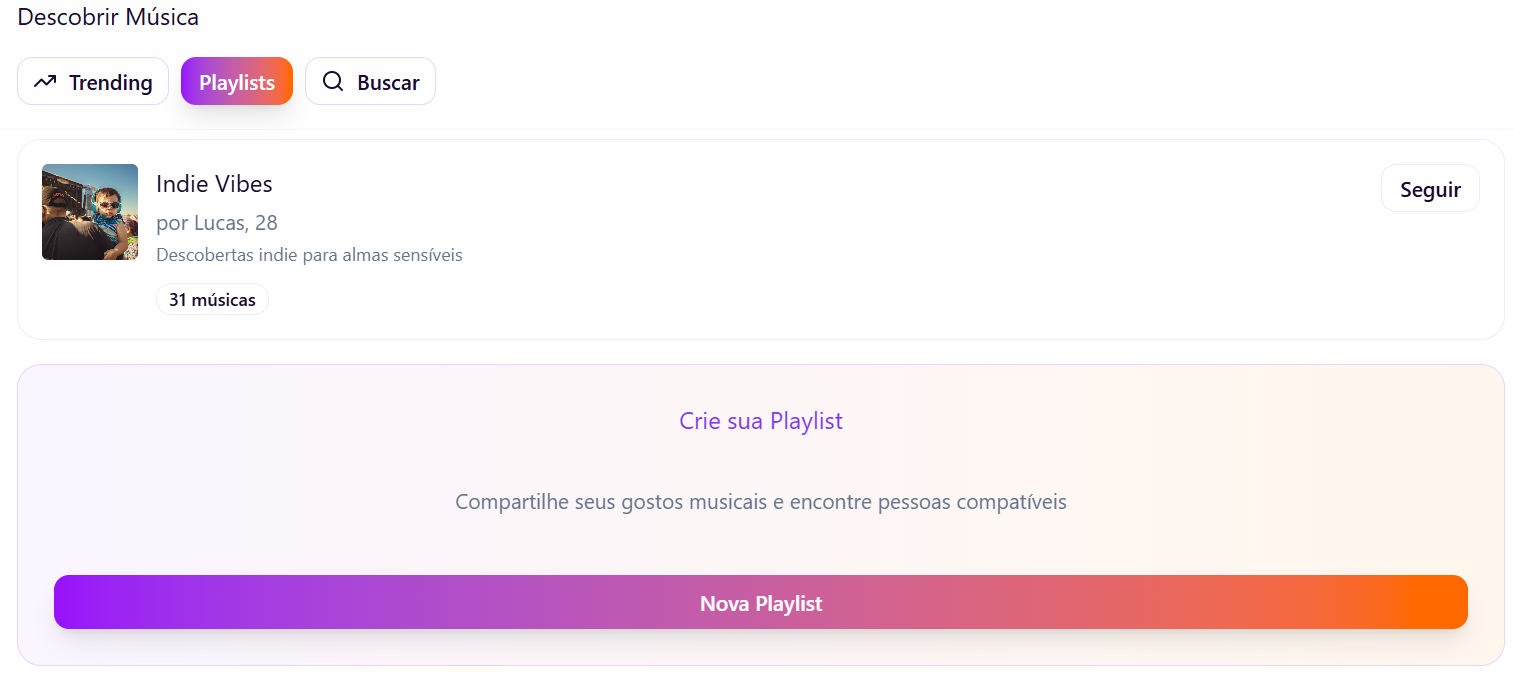 Descobrir Música
Trending
Playlists
Buscar
Indie Vibes
Seguir
por Lucas, 28
Descobertas indie para almas sensíveis
31 músicas
Crie sua Playlist
Compartilhe seus gostos musicais e encontre pessoas compatíveis
Nova Playlist